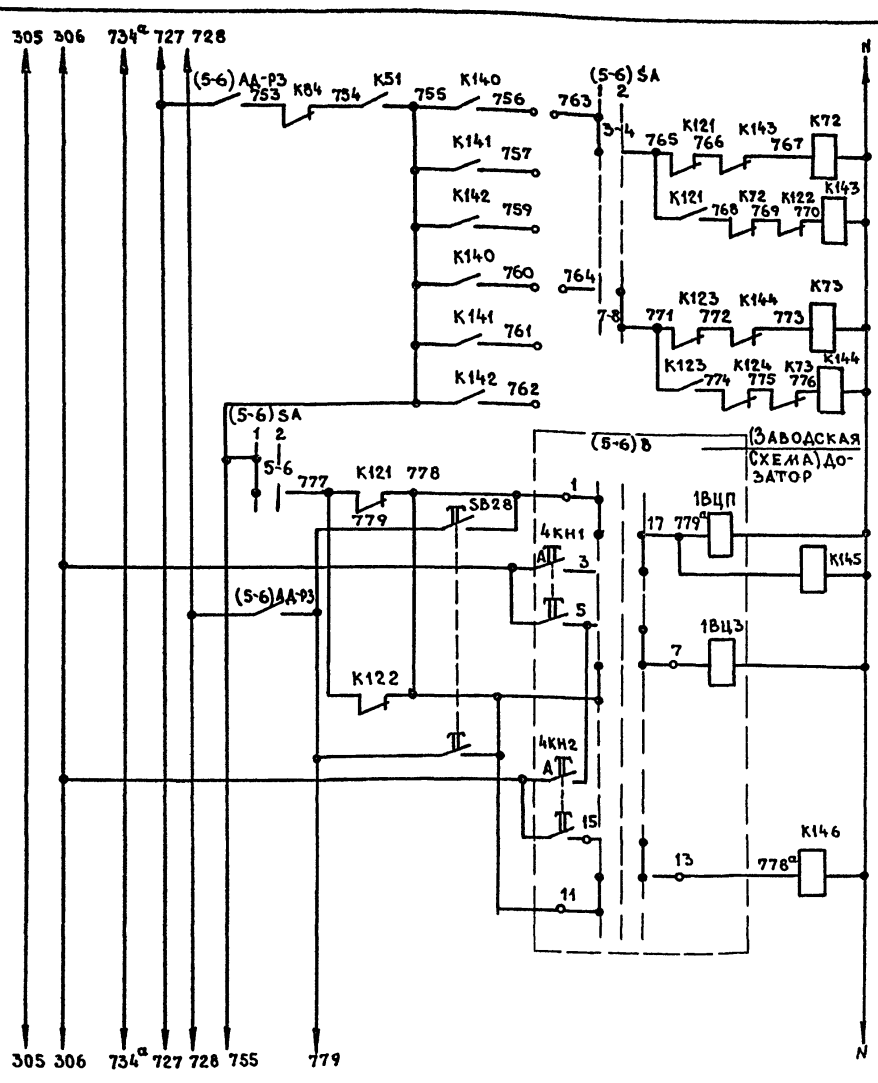 305 306 734а 727 728 N
(5-6) АД-Р3 753 К84 754 К51 755 К140 756 763 (5-6) SA
1 2
3-4 765 К121 766 К143 767 К72
К141 757
К121 768 К72 769 К122 770 К143
К142 759
К140 760 764
7-8 771 К123 772 К144 773 К73
К141 761
К123 774 К124 775 К73 776 К144
К142 762
(5-6) SA
1 2
5-6 777 К121 778
(5-6) В (ЗАВОДСКАЯ
СХЕМА) ДО-
ЗАТОР
1
779 SB28
4КН1
А 3
17 779а 1ВЦП
К145
(5-6) АД-Р3
5
7 1ВЦЗ
К122
4КН2
А
15
13 778а К146
11
305 306 734а 727 728 755 779 N